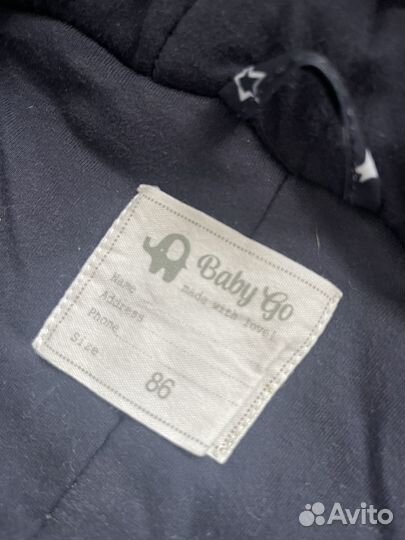 Baby Go
made with love!
Name
Address
Phone
Size 86
Avito